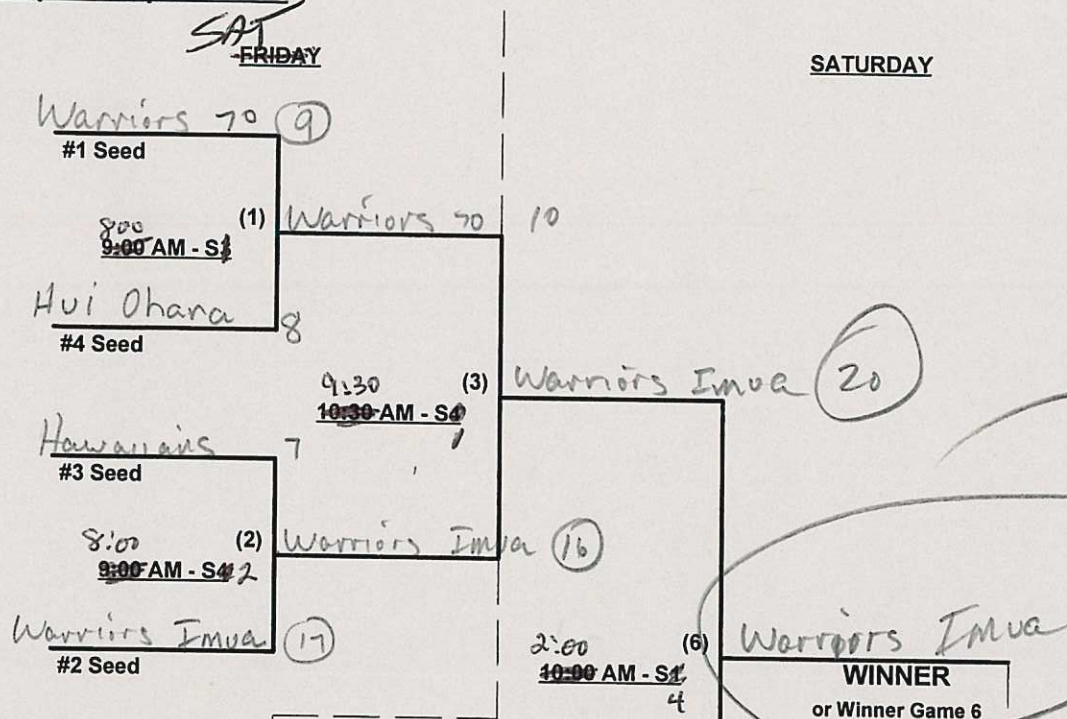 SAT
FRIDAY
SATURDAY
Warriors 70 9
#1 Seed
800
(1)
9:00 AM - S
Warriors 70 10
Hui Ohana 8
#4 Seed
9:30
(3)
10:30 AM - S4
1
Warriors Imua 20
Hawaiians 7
#3 Seed
8:00
(2)
9:00 AM - S4 2
Warriors Imua 16
Warriors Imua 17
#2 Seed
2:00
(6)
10:00 AM - S1
4
Warriors Imua
WINNER
or Winner Game 6